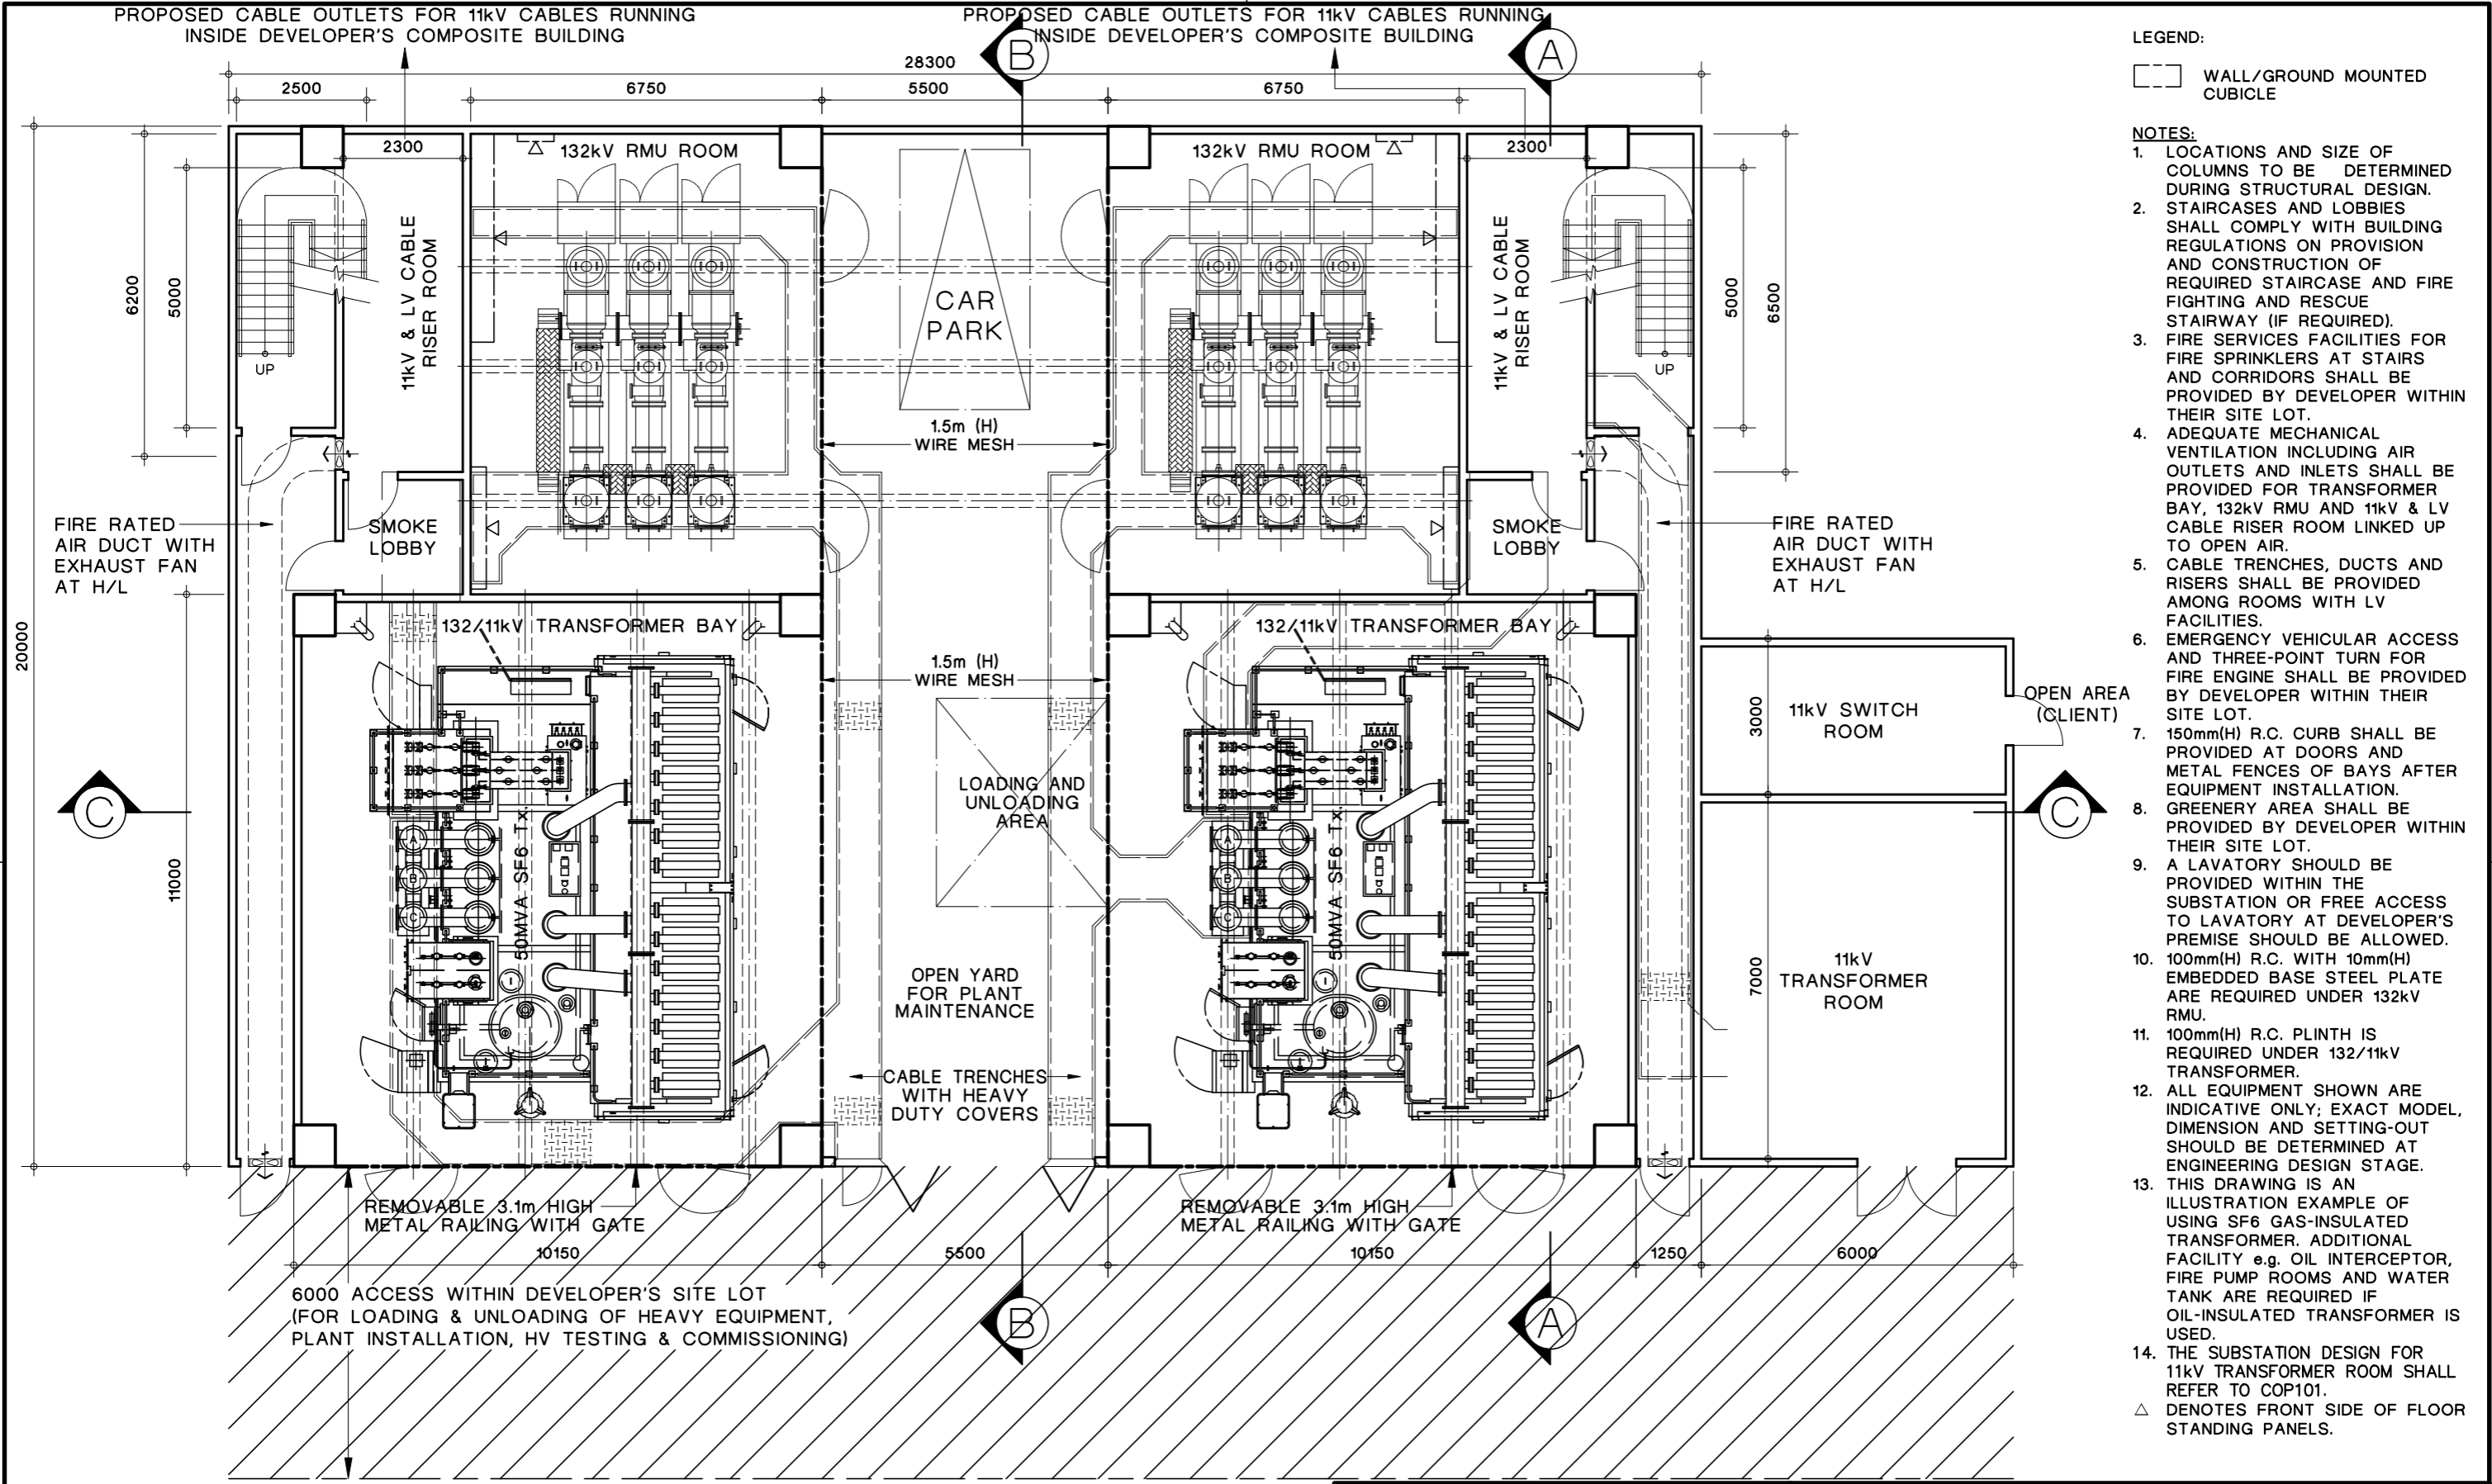 PROPOSED CABLE OUTLETS FOR 11kV CABLES RUNNING
INSIDE DEVELOPER'S COMPOSITE BUILDING
PROPOSED CABLE OUTLETS FOR 11kV CABLES RUNNING
INSIDE DEVELOPER'S COMPOSITE BUILDING
B
A
28300
2500
6750
5500
6750
2300
132kV RMU ROOM
132kV RMU ROOM
2300
6200
5000
11kV & LV CABLE
RISER ROOM
CAR
PARK
11kV & LV CABLE
RISER ROOM
5000
6500
UP
UP
1.5m (H)
WIRE MESH
SMOKE
LOBBY
SMOKE
LOBBY
FIRE RATED
AIR DUCT WITH
EXHAUST FAN
AT H/L
FIRE RATED
AIR DUCT WITH
EXHAUST FAN
AT H/L
20000
11000
132/11kV TRANSFORMER BAY
132/11kV TRANSFORMER BAY
1.5m (H)
WIRE MESH
50MVA SF6 Tx.
50MVA SF6 Tx.
A
B
C
A
B
C
LOADING AND
UNLOADING
AREA
3000
11kV SWITCH
ROOM
OPEN AREA
(CLIENT)
C
C
OPEN YARD
FOR PLANT
MAINTENANCE
7000
11kV
TRANSFORMER
ROOM
CABLE TRENCHES
WITH HEAVY
DUTY COVERS
REMOVABLE 3.1m HIGH
METAL RAILING WITH GATE
REMOVABLE 3.1m HIGH
METAL RAILING WITH GATE
10150
5500
10150
1250
6000
6000 ACCESS WITHIN DEVELOPER'S SITE LOT
(FOR LOADING & UNLOADING OF HEAVY EQUIPMENT,
PLANT INSTALLATION, HV TESTING & COMMISSIONING)
B
A
LEGEND:
WALL/GROUND MOUNTED
CUBICLE
NOTES:
1. LOCATIONS AND SIZE OF
COLUMNS TO BE DETERMINED
DURING STRUCTURAL DESIGN.
2. STAIRCASES AND LOBBIES
SHALL COMPLY WITH BUILDING
REGULATIONS ON PROVISION
AND CONSTRUCTION OF
REQUIRED STAIRCASE AND FIRE
FIGHTING AND RESCUE
STAIRWAY (IF REQUIRED).
3. FIRE SERVICES FACILITIES FOR
FIRE SPRINKLERS AT STAIRS
AND CORRIDORS SHALL BE
PROVIDED BY DEVELOPER WITHIN
THEIR SITE LOT.
4. ADEQUATE MECHANICAL
VENTILATION INCLUDING AIR
OUTLETS AND INLETS SHALL BE
PROVIDED FOR TRANSFORMER
BAY, 132kV RMU AND 11kV & LV
CABLE RISER ROOM LINKED UP
TO OPEN AIR.
5. CABLE TRENCHES, DUCTS AND
RISERS SHALL BE PROVIDED
AMONG ROOMS WITH LV
FACILITIES.
6. EMERGENCY VEHICULAR ACCESS
AND THREE-POINT TURN FOR
FIRE ENGINE SHALL BE PROVIDED
BY DEVELOPER WITHIN THEIR
SITE LOT.
7. 150mm(H) R.C. CURB SHALL BE
PROVIDED AT DOORS AND
METAL FENCES OF BAYS AFTER
EQUIPMENT INSTALLATION.
8. GREENERY AREA SHALL BE
PROVIDED BY DEVELOPER WITHIN
THEIR SITE LOT.
9. A LAVATORY SHOULD BE
PROVIDED WITHIN THE
SUBSTATION OR FREE ACCESS
TO LAVATORY AT DEVELOPER'S
PREMISE SHOULD BE ALLOWED.
10. 100mm(H) R.C. WITH 10mm(H)
EMBEDDED BASE STEEL PLATE
ARE REQUIRED UNDER 132kV
RMU.
11. 100mm(H) R.C. PLINTH IS
REQUIRED UNDER 132/11kV
TRANSFORMER.
12. ALL EQUIPMENT SHOWN ARE
INDICATIVE ONLY; EXACT MODEL,
DIMENSION AND SETTING-OUT
SHOULD BE DETERMINED AT
ENGINEERING DESIGN STAGE.
13. THIS DRAWING IS AN
ILLUSTRATION EXAMPLE OF
USING SF6 GAS-INSULATED
TRANSFORMER. ADDITIONAL
FACILITY e.g. OIL INTERCEPTOR,
FIRE PUMP ROOMS AND WATER
TANK ARE REQUIRED IF
OIL-INSULATED TRANSFORMER IS
USED.
14. THE SUBSTATION DESIGN FOR
11kV TRANSFORMER ROOM SHALL
REFER TO COP101.
△ DENOTES FRONT SIDE OF FLOOR
STANDING PANELS.